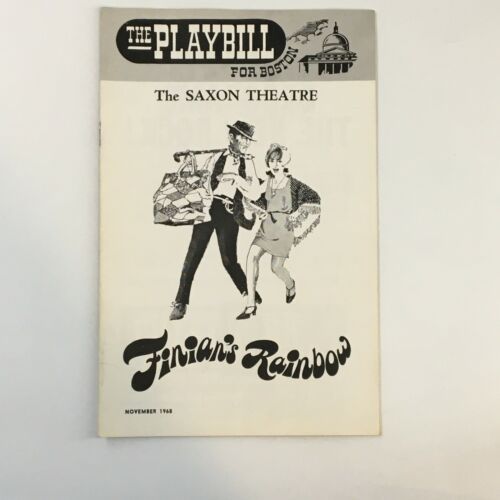 THE PLAYBILL
FOR BOSTON
The SAXON THEATRE
Finian's Rainbow
NOVEMBER 1968